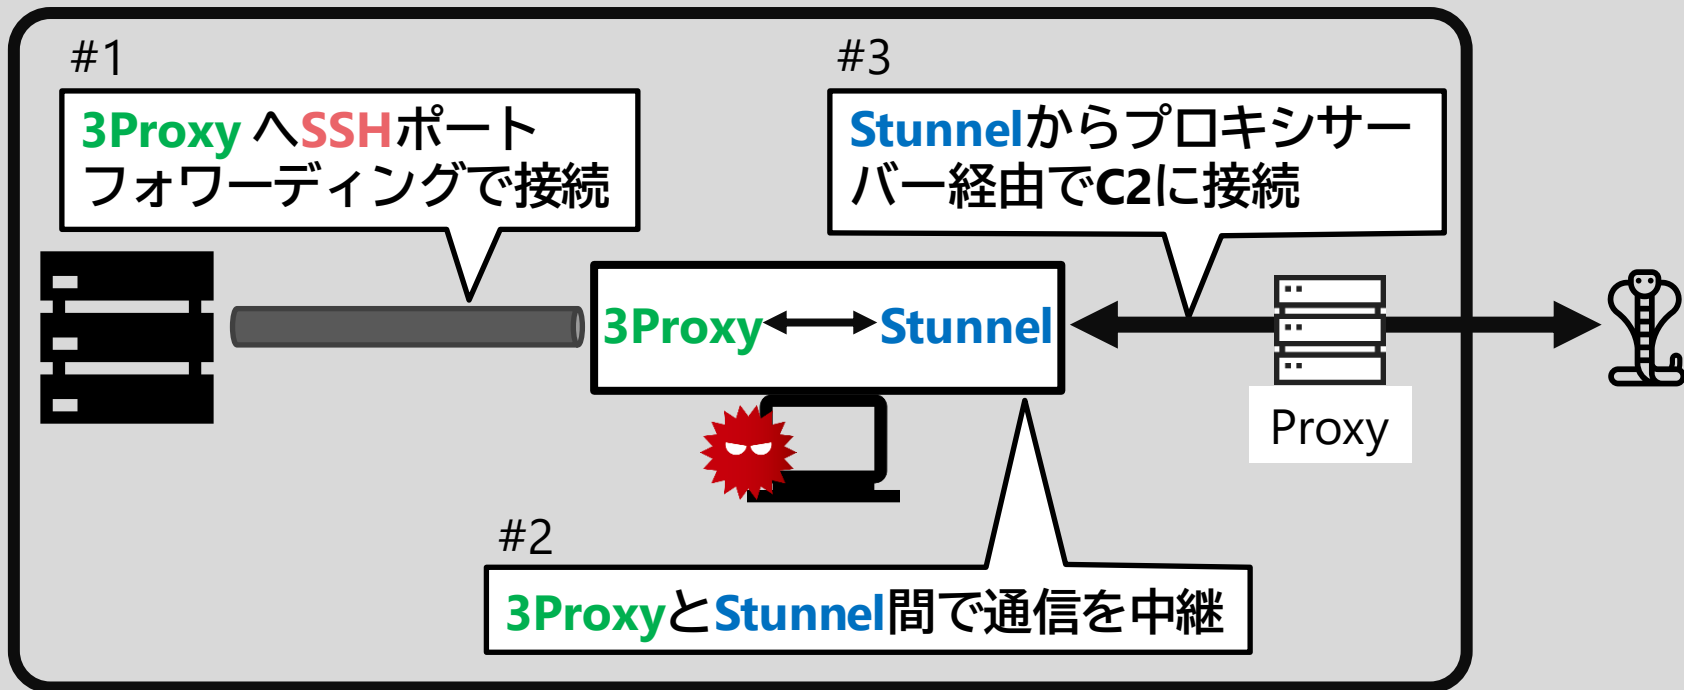 #1
3Proxy へSSHポート
フォワーディングで接続
#3
Stunnelからプロキシサー
バー経由でC2に接続
3Proxy
Stunnel
Proxy
#2
3ProxyとStunnel間で通信を中継